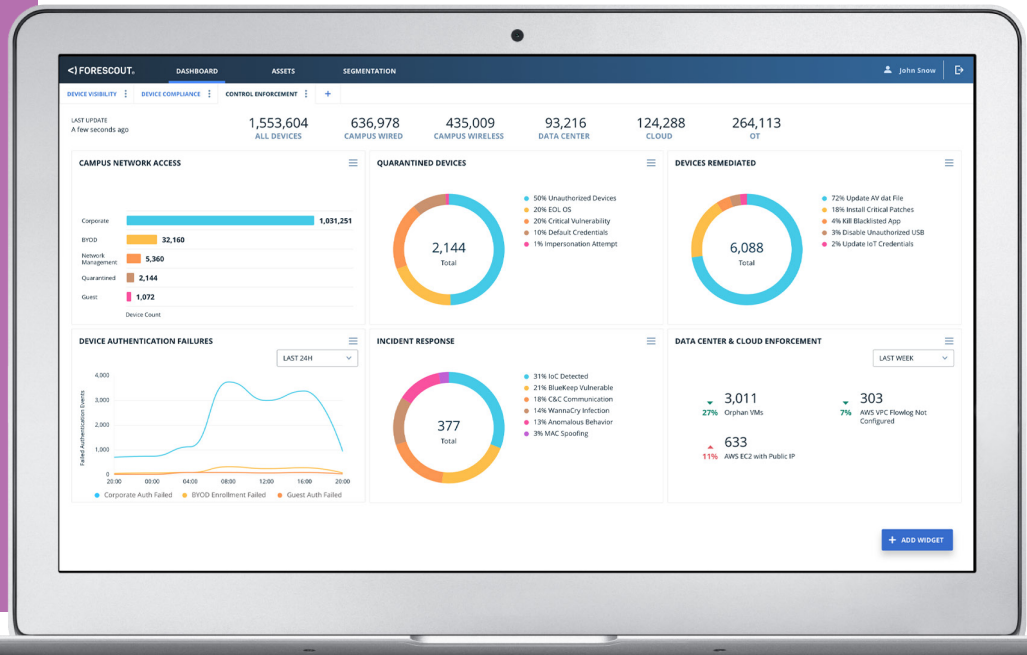 <) FORESCOUT.
DASHBOARD
ASSETS
SEGMENTATION
John Snow
DEVICE VISIBILITY
DEVICE COMPLIANCE
CONTROL ENFORCEMENT
+
LAST UPDATE
A few seconds ago
1,553,604
ALL DEVICES
636,978
CAMPUS WIRED
435,009
CAMPUS WIRELESS
93,216
DATA CENTER
124,288
CLOUD
264,113
OT
CAMPUS NETWORK ACCESS
Corporate 1,031,251
BYOD 32,160
Network
Management 5,360
Quarantined 2,144
Guest 1,072
Device Count
QUARANTINED DEVICES
2,144
Total
50% Unauthorized Devices
20% EOL OS
20% Critical Vulnerability
10% Default Credentials
1% Impersonation Attempt
DEVICES REMEDIATED
6,088
Total
72% Update AV dat File
18% Install Critical Patches
4% Kill Blacklisted App
3% Disable Unauthorized USB
2% Update IoT Credentials
DEVICE AUTHENTICATION FAILURES
LAST 24H
Failed Authentication Events
4,000
3,000
2,000
1,000
0
20:00 00:00 04:00 08:00 12:00 16:00 20:00
Corporate Auth Failed BYOD Enrollment Failed Guest Auth Failed
INCIDENT RESPONSE
377
Total
31% IoC Detected
21% BlueKeep Vulnerable
18% C&C Communication
14% WannaCry Infection
13% Anomalous Behavior
3% MAC Spoofing
DATA CENTER & CLOUD ENFORCEMENT
LAST WEEK
3,011
27% Orphan VMs
303
7% AWS VPC Flowlog Not
Configured
633
11% AWS EC2 with Public IP
+ ADD WIDGET